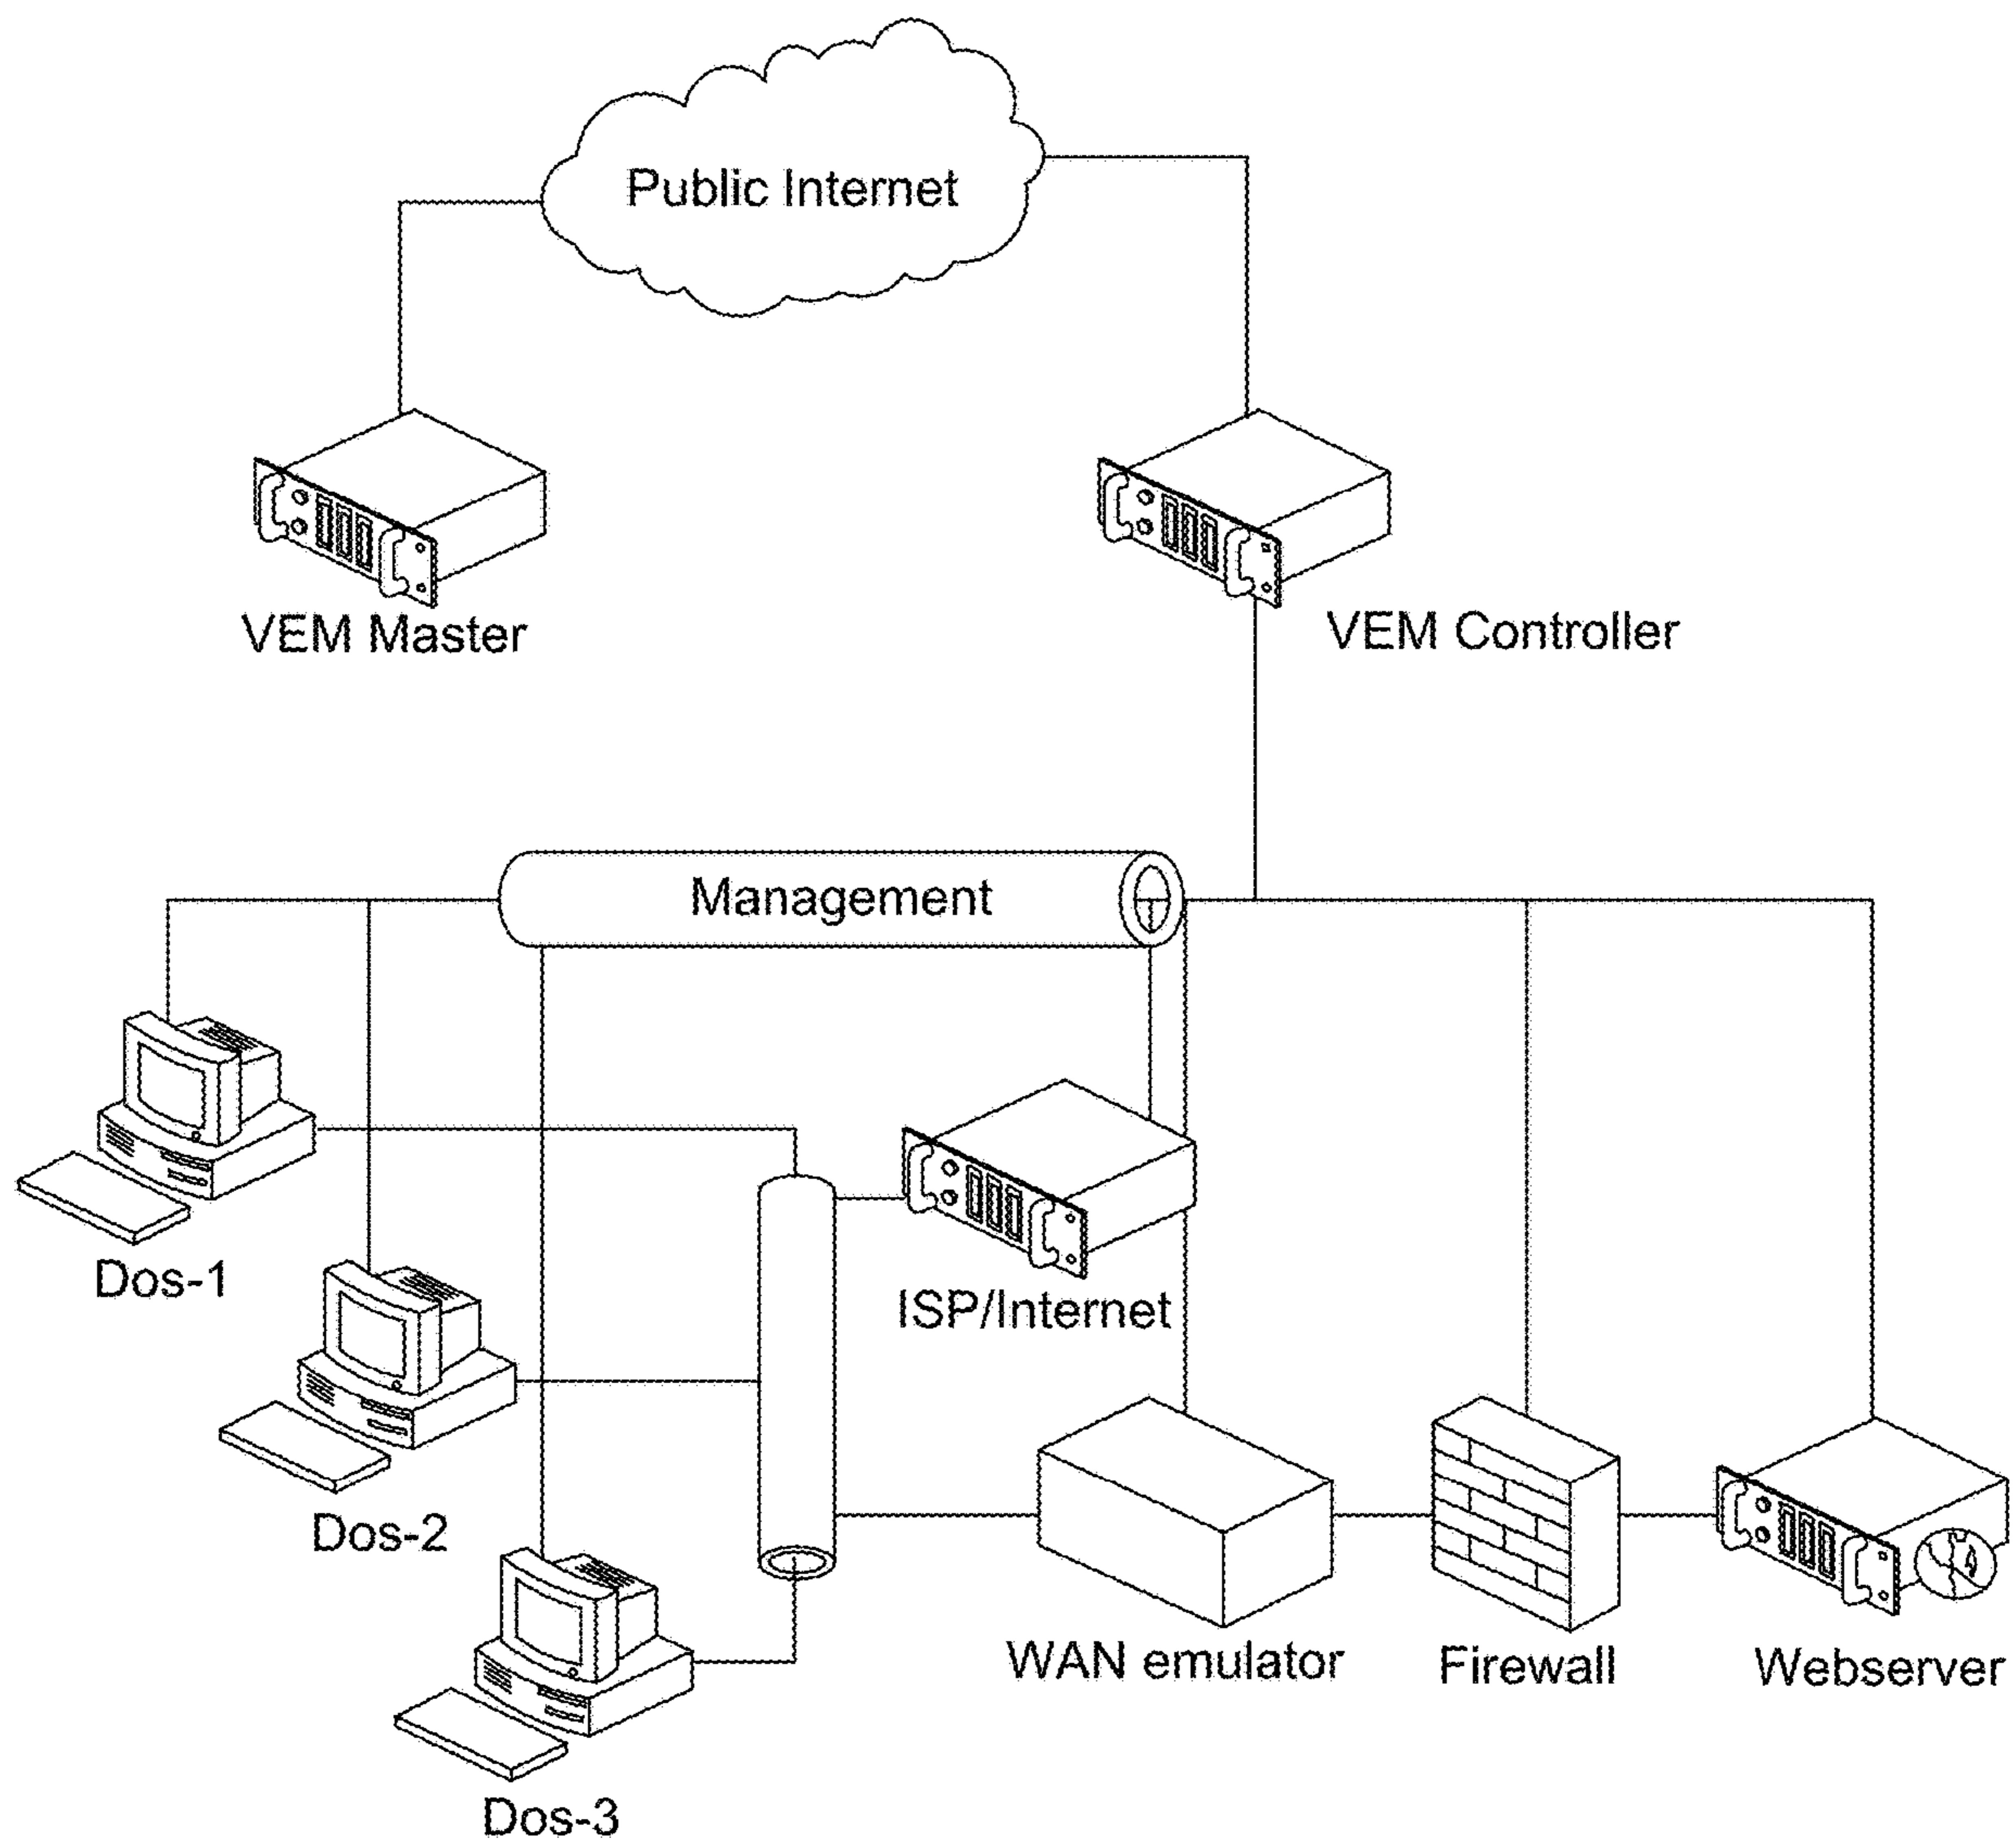 Public Internet
VEM Master
VEM Controller
Management
Dos-1
ISP/Internet
Dos-2
WAN emulator
Firewall
Webserver
Dos-3